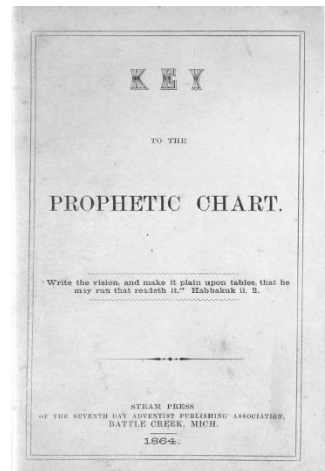 KEY
TO THE
PROPHETIC CHART.
"Write the vision, and make it plain upon tables, that he
may run that readeth it." Habbakuk ii, 2.
STEAM PRESS
OF THE SEVENTH DAY ADVENTIST PUBLISHING ASSOCIATION,
BATTLE CREEK, MICH.
1864.